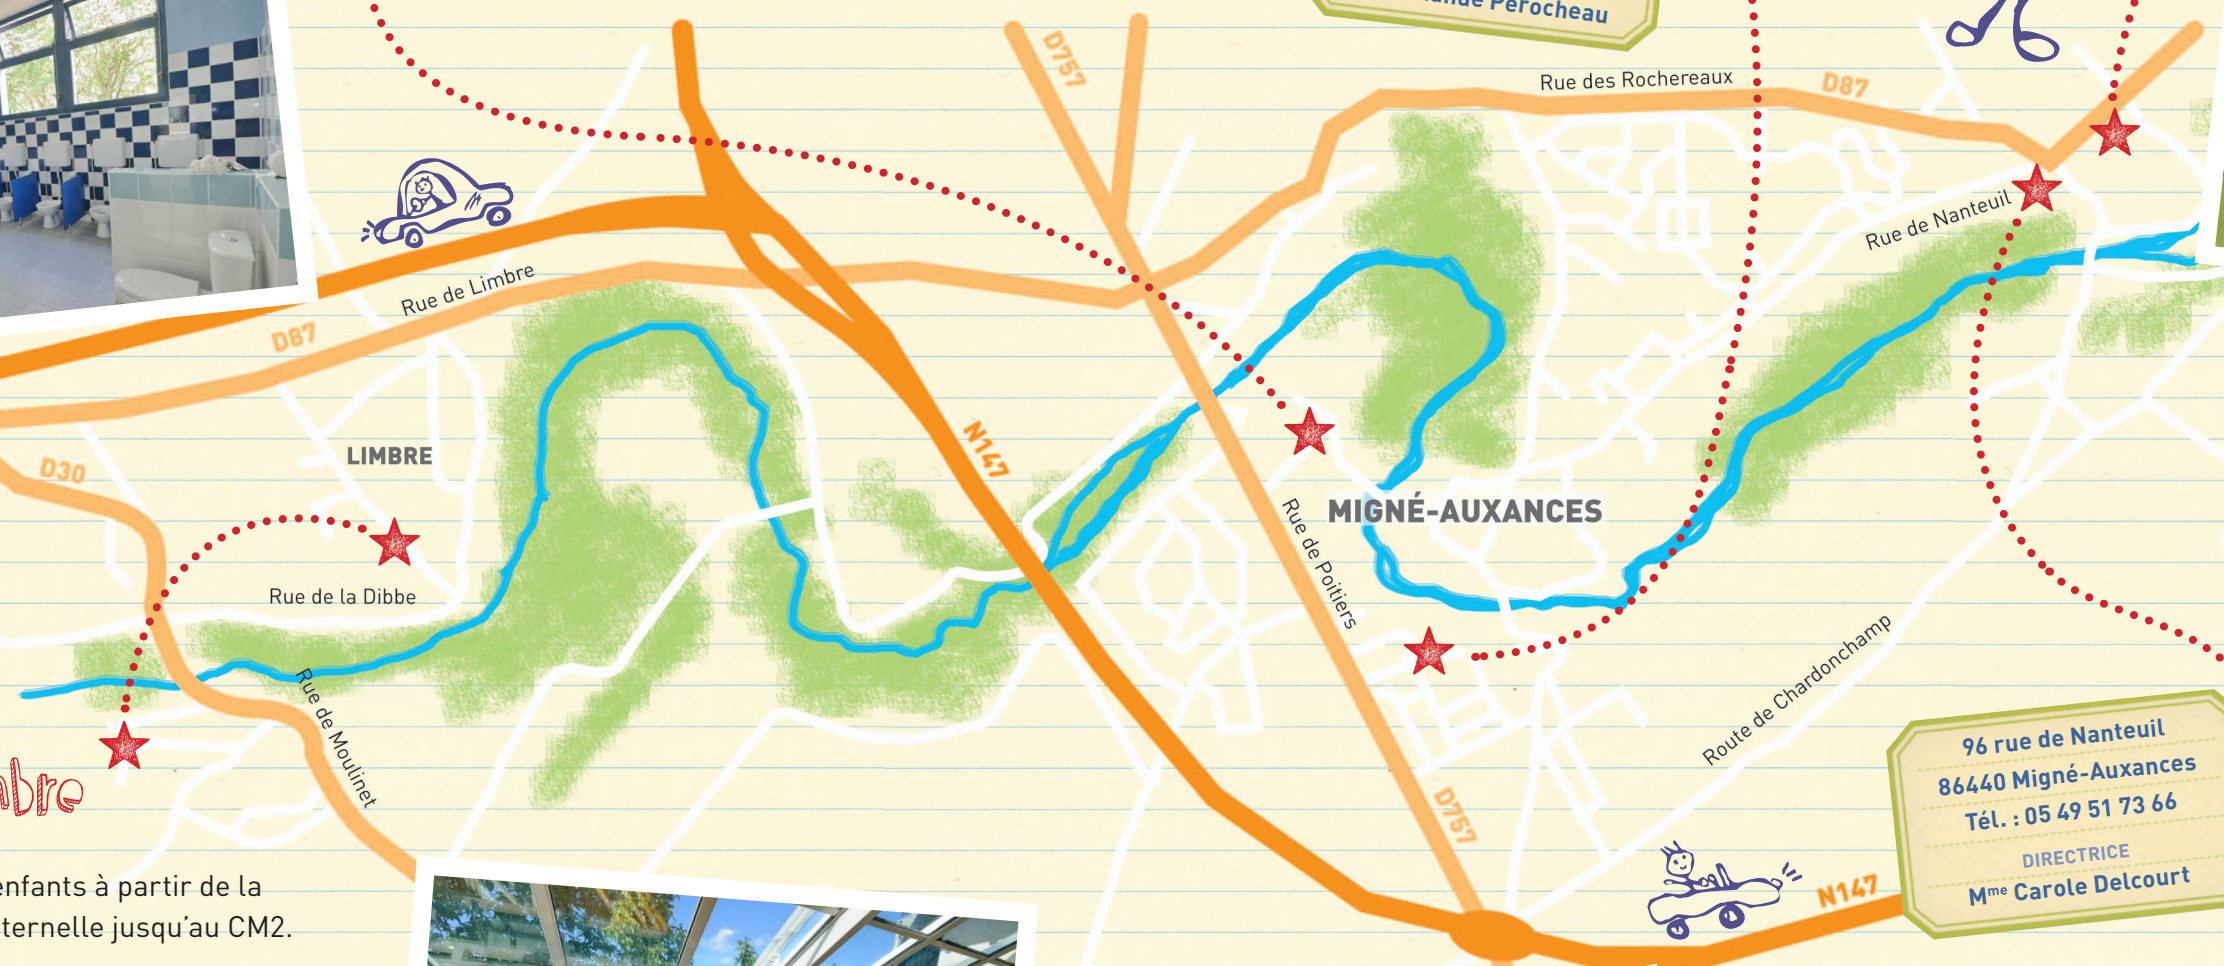 Pérocheau
D757
Rue des Rochereaux
D87
Rue de Nanteuil
Rue de Limbre
D87
LIMBRE
D30
N147
MIGNÉ-AUXANCES
Rue de Poitiers
Rue de la Dibbe
Rue de Moulinet
Route de Chardonchamp
D757
N147
96 rue de Nanteuil
86440 Migné-Auxances
Tél. : 05 49 51 73 66
DIRECTRICE
Mme Carole Delcourt
bre
enfants à partir de la
ternelle jusqu’au CM2.